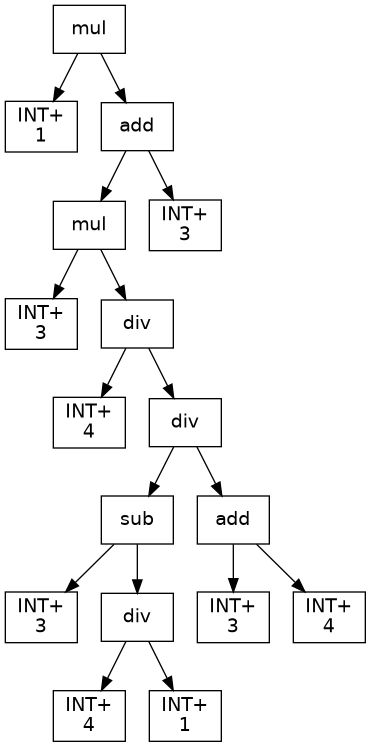 mul
INT+
1
add
mul
INT+
3
INT+
3
div
INT+
4
div
sub
add
INT+
3
div
INT+
3
INT+
4
INT+
4
INT+
1